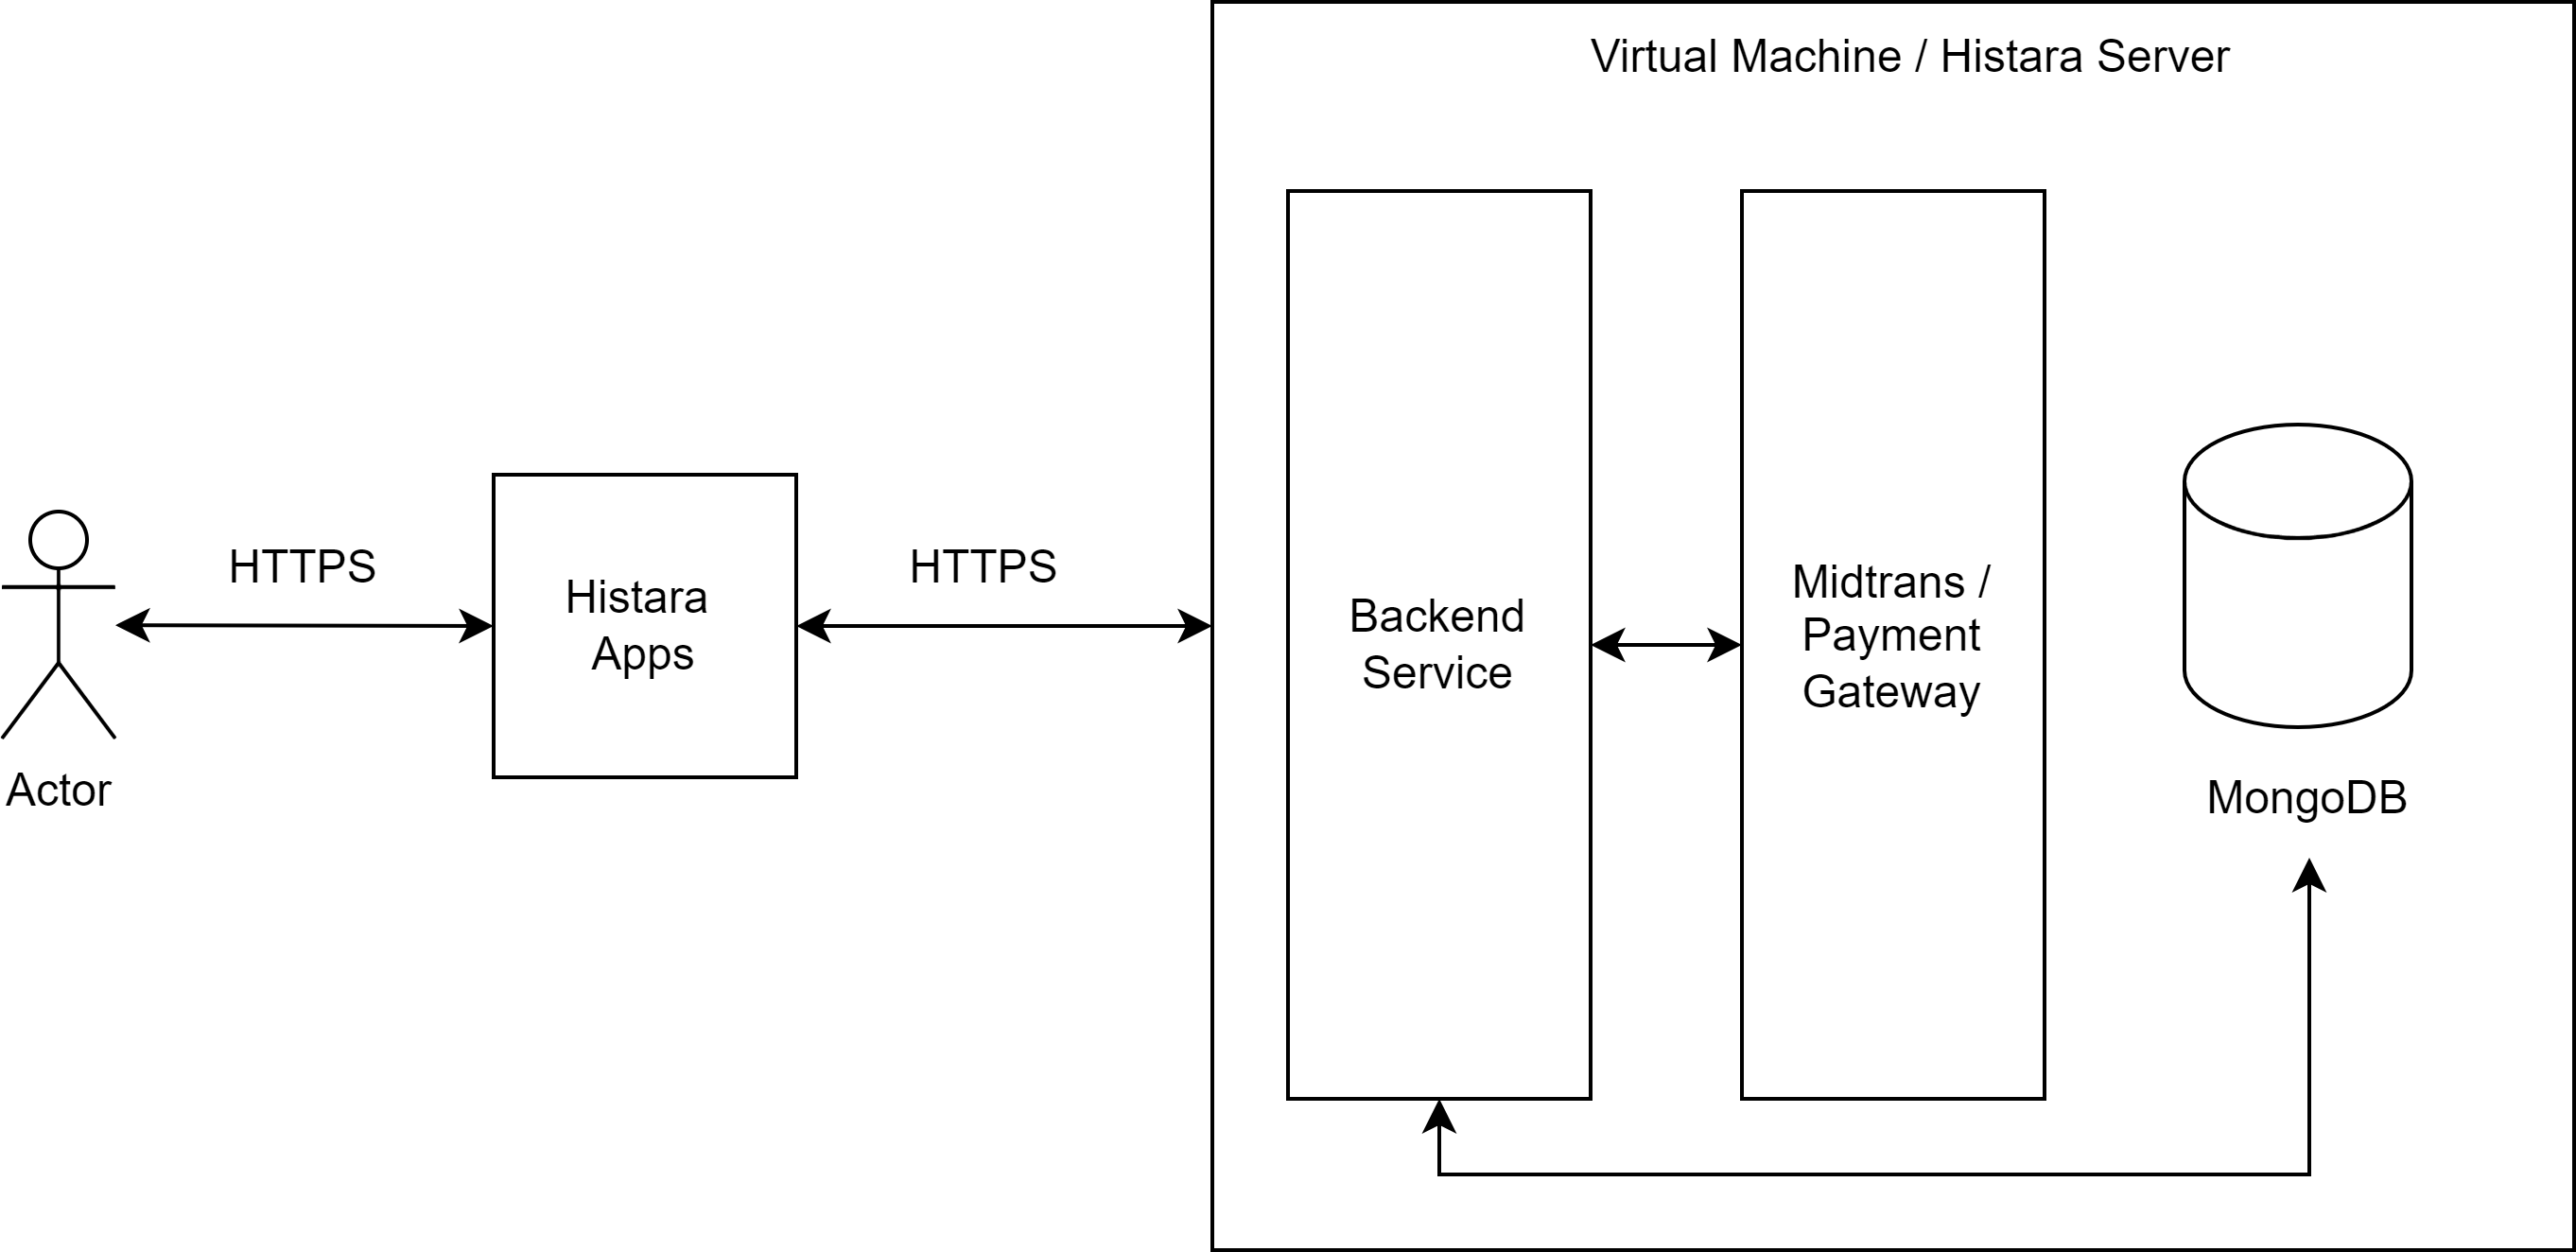 Virtual Machine / Histara Server
HTTPS
HTTPS
Histara
Apps
Backend
Service
Midtrans /
Payment
Gateway
Actor
MongoDB